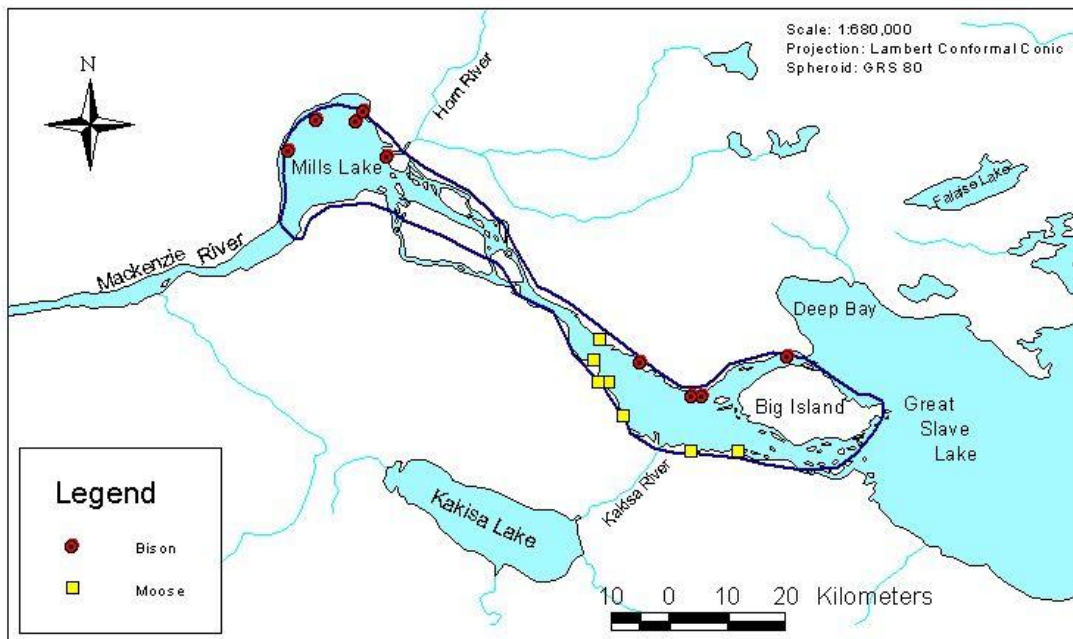 Scale: 1:680,000
Projection: Lambert Conformal Conic
Spheroid: GRS 80
N
Horn River
Mills Lake
Falaise Lake
Mackenzie River
Deep Bay
Big Island
Great
Slave
Lake
Kakisa River
Kakisa Lake
Legend
Bison
Moose
10 0 10 20 Kilometers